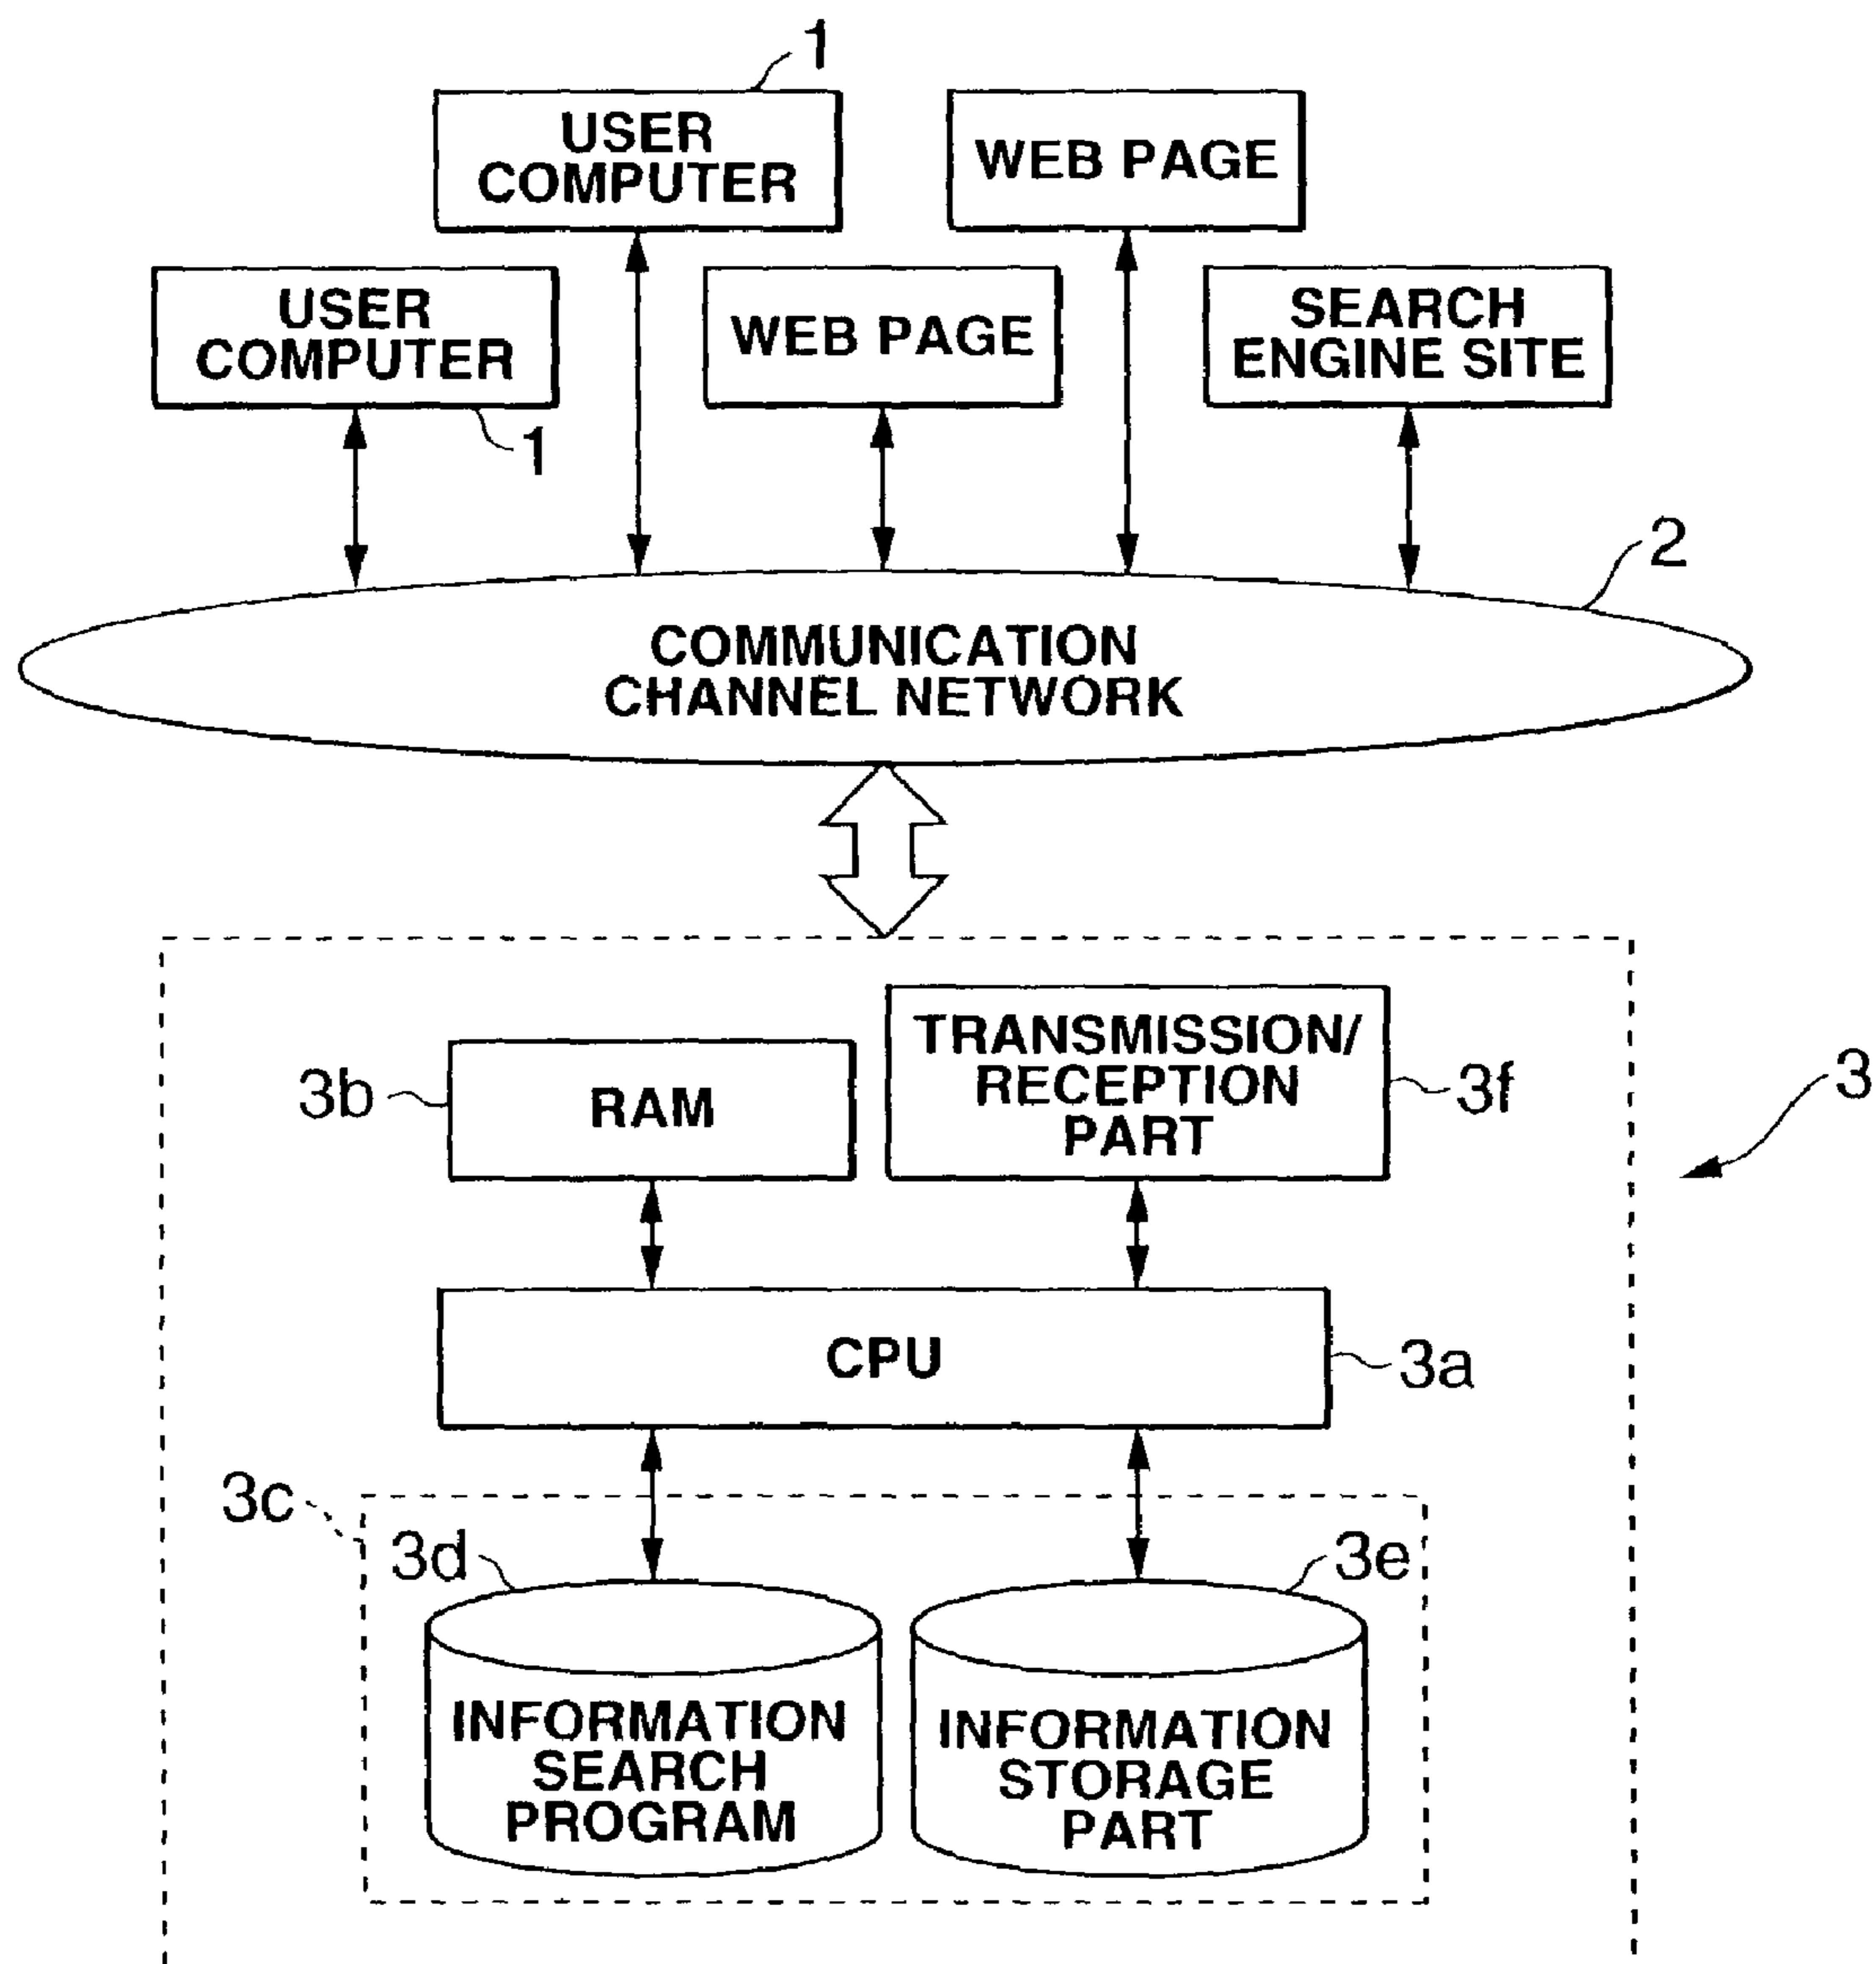 1
USER
COMPUTER
WEB PAGE
USER
COMPUTER
1
WEB PAGE
SEARCH
ENGINE SITE
2
COMMUNICATION
CHANNEL NETWORK
3
3b
RAM
TRANSMISSION/
RECEPTION
PART
3f
CPU
3a
3c
3d
3e
INFORMATION
SEARCH
PROGRAM
INFORMATION
STORAGE
PART